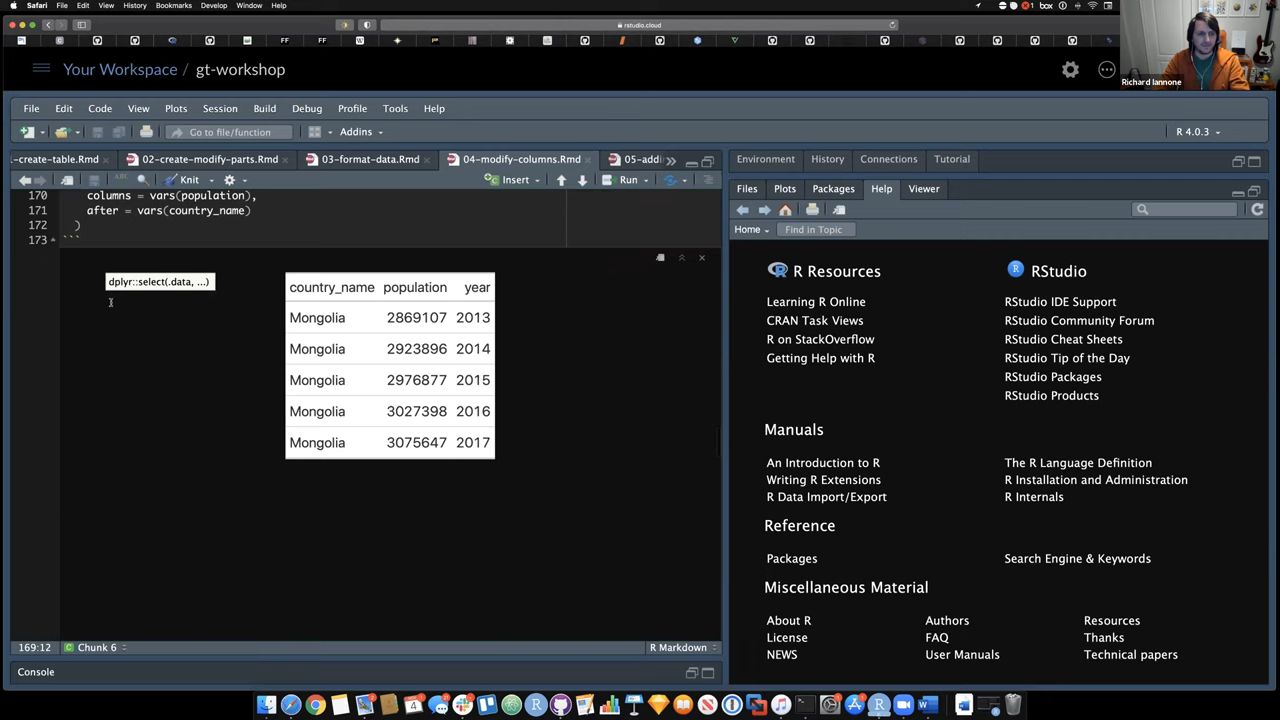 Safari File Edit View History Bookmarks Develop Window Help
box
rstudio.cloud
FF FF
Your Workspace / gt-workshop
Richard Iannone
File Edit Code View Plots Session Build Debug Profile Tools Help
Go to file/function Addins R 4.0.3
-create-table.Rmd 02-create-modify-parts.Rmd 03-format-data.Rmd 04-modify-columns.Rmd 05-addi
Environment History Connections Tutorial
Knit Insert Run
Files Plots Packages Help Viewer
170 columns = vars(population),
171 after = vars(country_name)
172 )
173 ```
Home Find in Topic
dplyr::select(.data, ...)
country_name population year
Mongolia 2869107 2013
Mongolia 2923896 2014
Mongolia 2976877 2015
Mongolia 3027398 2016
Mongolia 3075647 2017
R Resources RStudio
Learning R Online RStudio IDE Support
CRAN Task Views RStudio Community Forum
R on StackOverflow RStudio Cheat Sheets
Getting Help with R RStudio Tip of the Day
RStudio Packages
RStudio Products
Manuals
An Introduction to R The R Language Definition
Writing R Extensions R Installation and Administration
R Data Import/Export R Internals
Reference
Packages Search Engine & Keywords
Miscellaneous Material
About R Authors Resources
License FAQ Thanks
NEWS User Manuals Technical papers
169:12 Chunk 6 R Markdown
Console